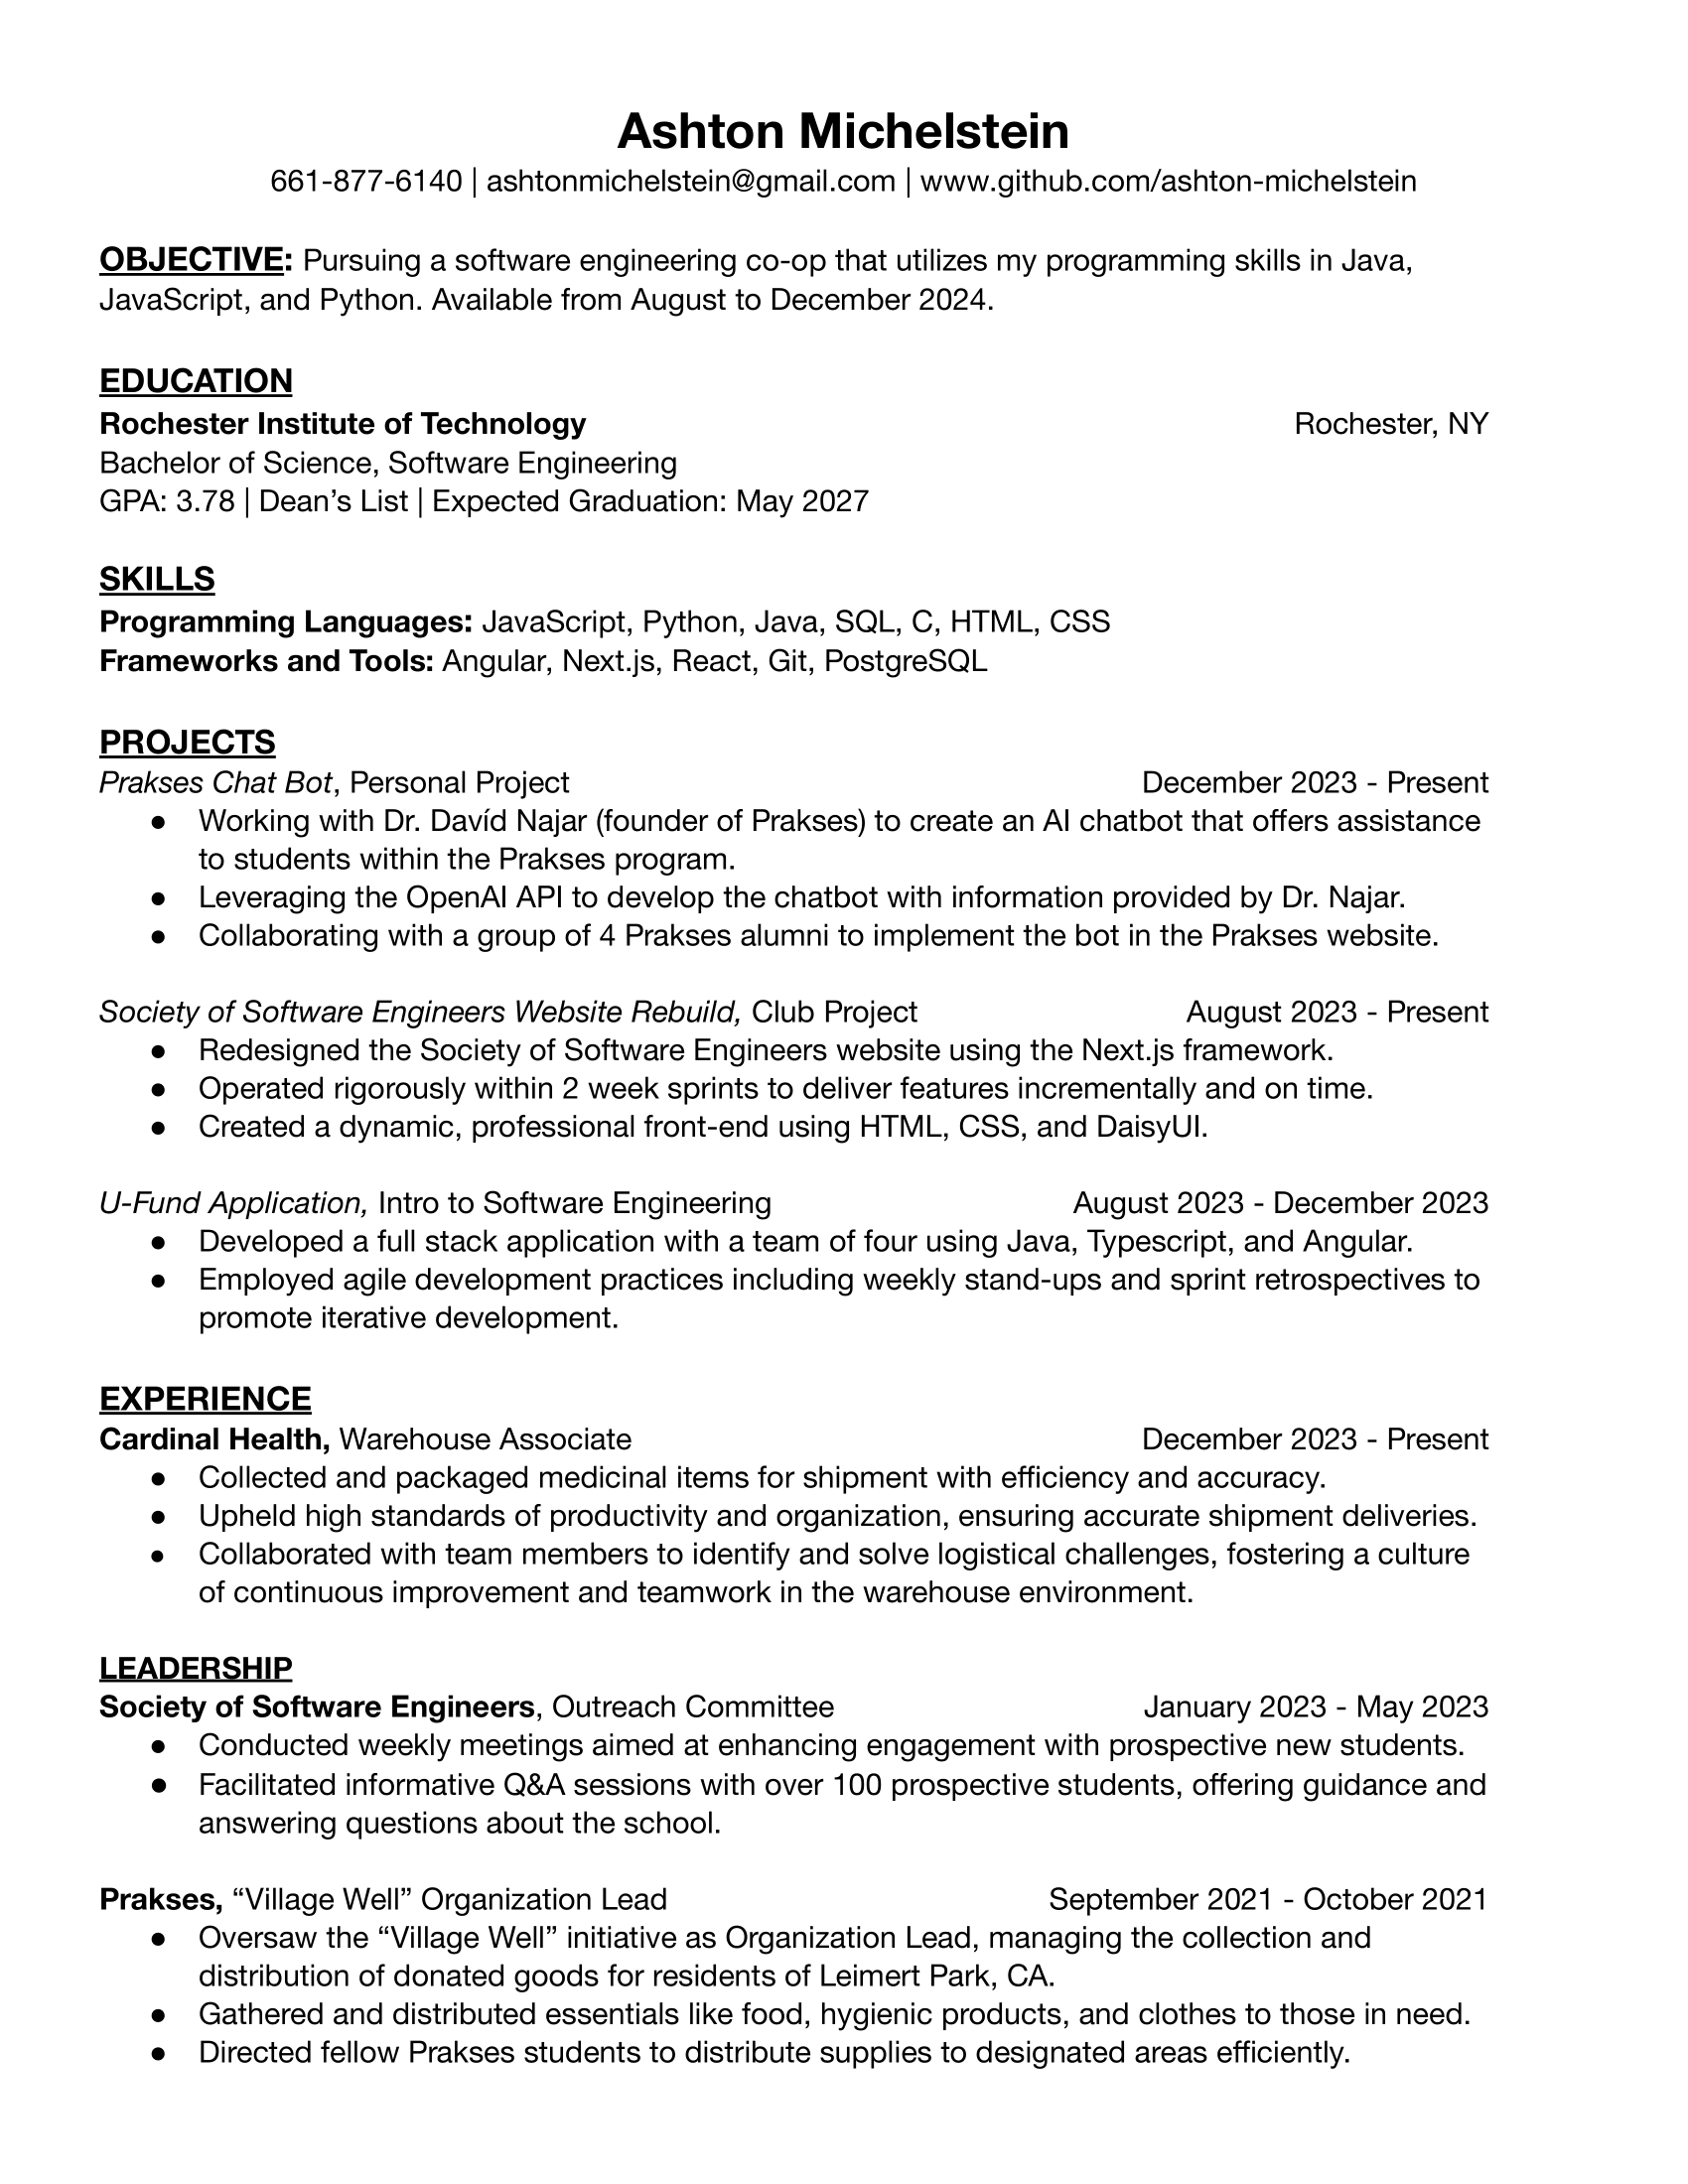 Ashton Michelstein
661-877-6140 | ashtonmichelstein@gmail.com | www.github.com/ashton-michelstein
OBJECTIVE: Pursuing a software engineering co-op that utilizes my programming skills in Java,
JavaScript, and Python. Available from August to December 2024.
EDUCATION
Rochester Institute of Technology Rochester, NY
Bachelor of Science, Software Engineering
GPA: 3.78 | Dean’s List | Expected Graduation: May 2027
SKILLS
Programming Languages: JavaScript, Python, Java, SQL, C, HTML, CSS
Frameworks and Tools: Angular, Next.js, React, Git, PostgreSQL
PROJECTS
Prakses Chat Bot, Personal Project December 2023 - Present
● Working with Dr. Davíd Najar (founder of Prakses) to create an AI chatbot that offers assistance
to students within the Prakses program.
● Leveraging the OpenAI API to develop the chatbot with information provided by Dr. Najar.
● Collaborating with a group of 4 Prakses alumni to implement the bot in the Prakses website.
Society of Software Engineers Website Rebuild, Club Project August 2023 - Present
● Redesigned the Society of Software Engineers website using the Next.js framework.
● Operated rigorously within 2 week sprints to deliver features incrementally and on time.
● Created a dynamic, professional front-end using HTML, CSS, and DaisyUI.
U-Fund Application, Intro to Software Engineering August 2023 - December 2023
● Developed a full stack application with a team of four using Java, Typescript, and Angular.
● Employed agile development practices including weekly stand-ups and sprint retrospectives to
promote iterative development.
EXPERIENCE
Cardinal Health, Warehouse Associate December 2023 - Present
● Collected and packaged medicinal items for shipment with efficiency and accuracy.
● Upheld high standards of productivity and organization, ensuring accurate shipment deliveries.
● Collaborated with team members to identify and solve logistical challenges, fostering a culture
of continuous improvement and teamwork in the warehouse environment.
LEADERSHIP
Society of Software Engineers, Outreach Committee January 2023 - May 2023
● Conducted weekly meetings aimed at enhancing engagement with prospective new students.
● Facilitated informative Q&A sessions with over 100 prospective students, offering guidance and
answering questions about the school.
Prakses, “Village Well” Organization Lead September 2021 - October 2021
● Oversaw the “Village Well” initiative as Organization Lead, managing the collection and
distribution of donated goods for residents of Leimert Park, CA.
● Gathered and distributed essentials like food, hygienic products, and clothes to those in need.
● Directed fellow Prakses students to distribute supplies to designated areas efficiently.